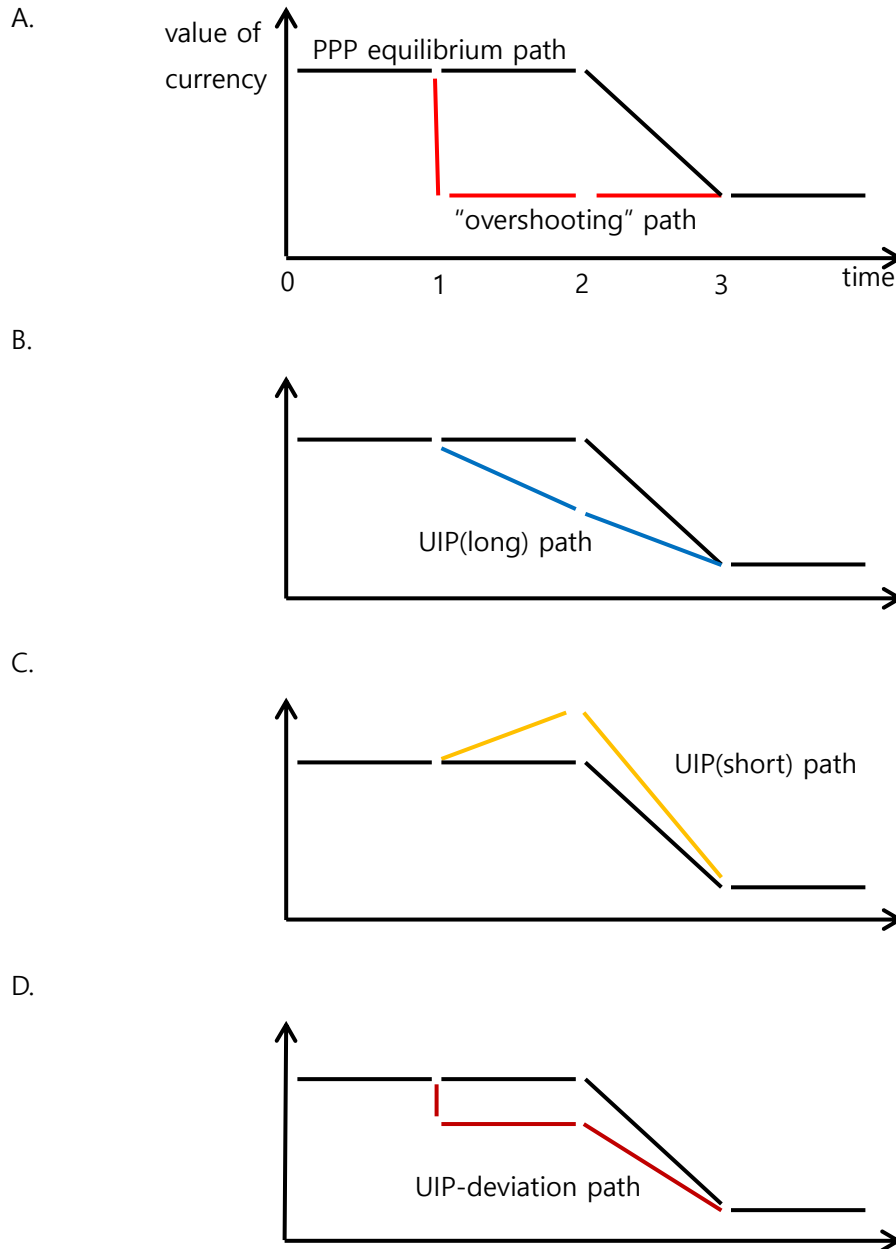 A.
value of
currency
PPP equilibrium path
"overshooting" path
0
1
2
3
time
B.
UIP(long) path
C.
UIP(short) path
D.
UIP-deviation path